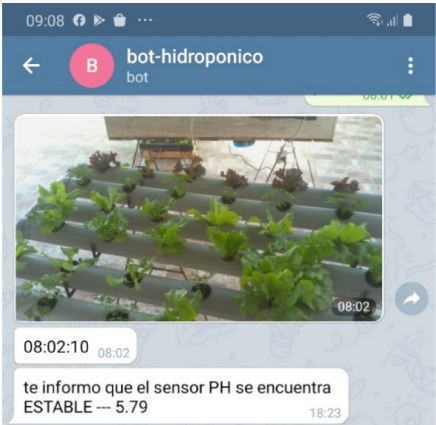 09:08
B
bot-hidroponico
bot
08:01
08:02
08:02:10 08:02
te informo que el sensor PH se encuentra
ESTABLE --- 5.79
18:23